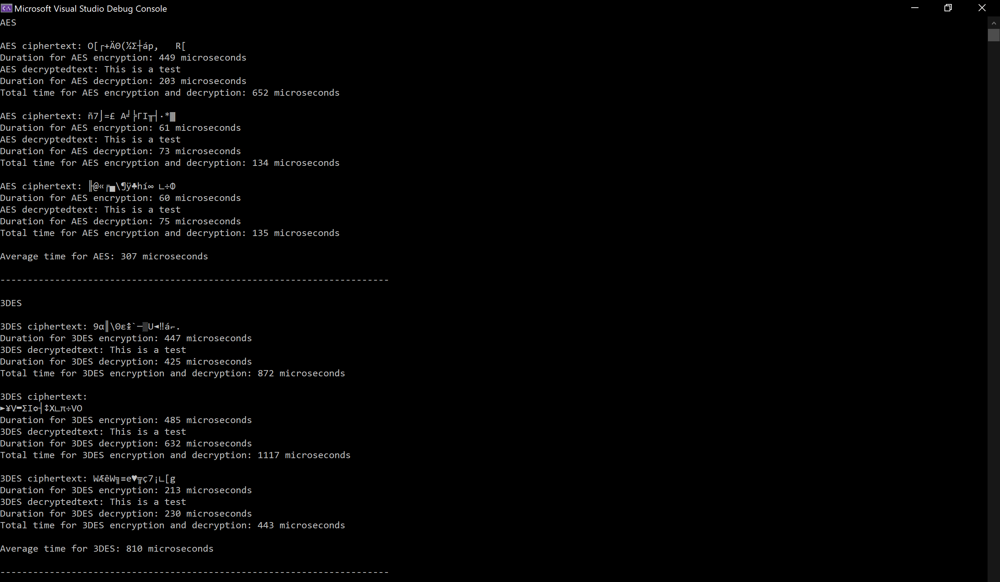 Microsoft Visual Studio Debug Console
AES
AES ciphertext: O[┌+ÄΘ(½Σ┼áp,   R[
Duration for AES encryption: 449 microseconds
AES decryptedtext: This is a test
Duration for AES decryption: 203 microseconds
Total time for AES encryption and decryption: 652 microseconds
AES ciphertext: ñ7⌡=£ A╛╞ΓI╥┤·*▓
Duration for AES encryption: 61 microseconds
AES decryptedtext: This is a test
Duration for AES decryption: 73 microseconds
Total time for AES encryption and decryption: 134 microseconds
AES ciphertext: ╟@«╒▄\¶ÿ♣hí∞ ∟÷Φ
Duration for AES encryption: 60 microseconds
AES decryptedtext: This is a test
Duration for AES decryption: 75 microseconds
Total time for AES encryption and decryption: 135 microseconds
Average time for AES: 307 microseconds
-----------------------------------------------------------------------
3DES
3DES ciphertext: 9α║\Θε↨`─▒U◄‼á⌐.
Duration for 3DES encryption: 447 microseconds
3DES decryptedtext: This is a test
Duration for 3DES decryption: 425 microseconds
Total time for 3DES encryption and decryption: 872 microseconds
3DES ciphertext:
►¥V▬ΣI☼┤↕X∟π÷VO
Duration for 3DES encryption: 485 microseconds
3DES decryptedtext: This is a test
Duration for 3DES decryption: 632 microseconds
Total time for 3DES encryption and decryption: 1117 microseconds
3DES ciphertext: WÆêW╗≡e♥╦ç7¡∟[g
Duration for 3DES encryption: 213 microseconds
3DES decryptedtext: This is a test
Duration for 3DES decryption: 230 microseconds
Total time for 3DES encryption and decryption: 443 microseconds
Average time for 3DES: 810 microseconds
-----------------------------------------------------------------------